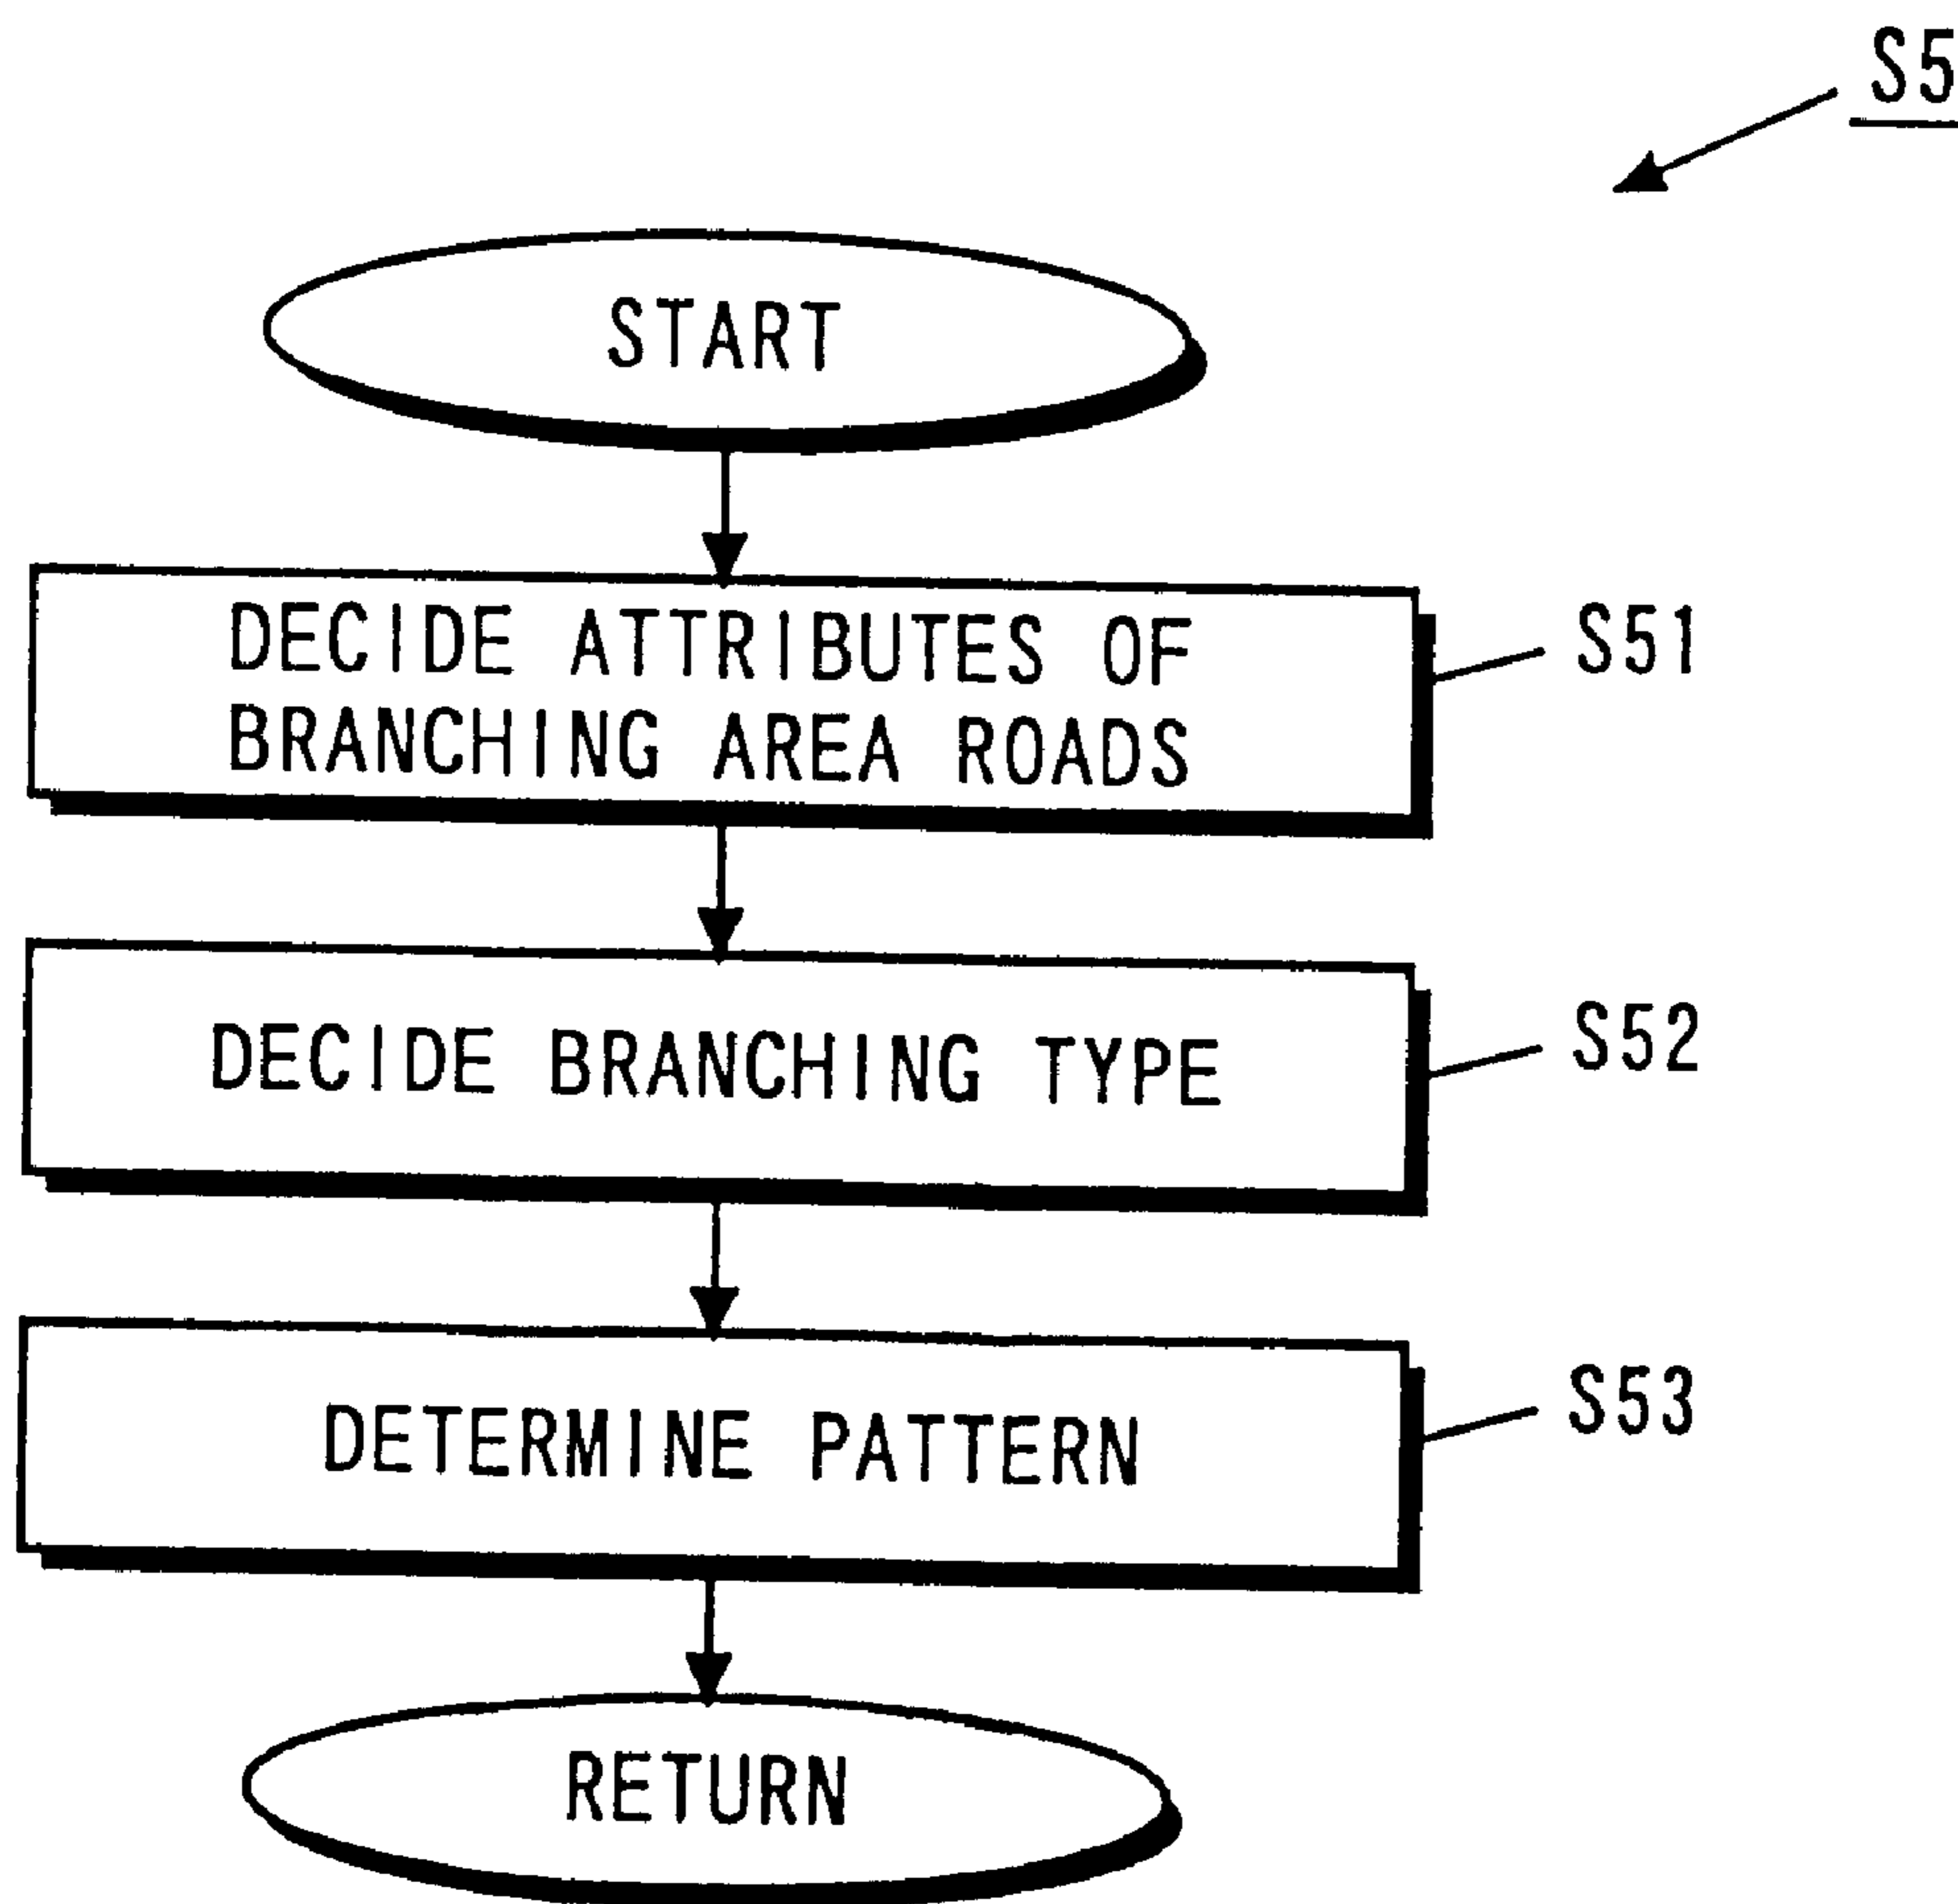 S5
START
DECIDE ATTRIBUTES OF
BRANCHING AREA ROADS
S51
DECIDE BRANCHING TYPE
S52
DETERMINE PATTERN
S53
RETURN